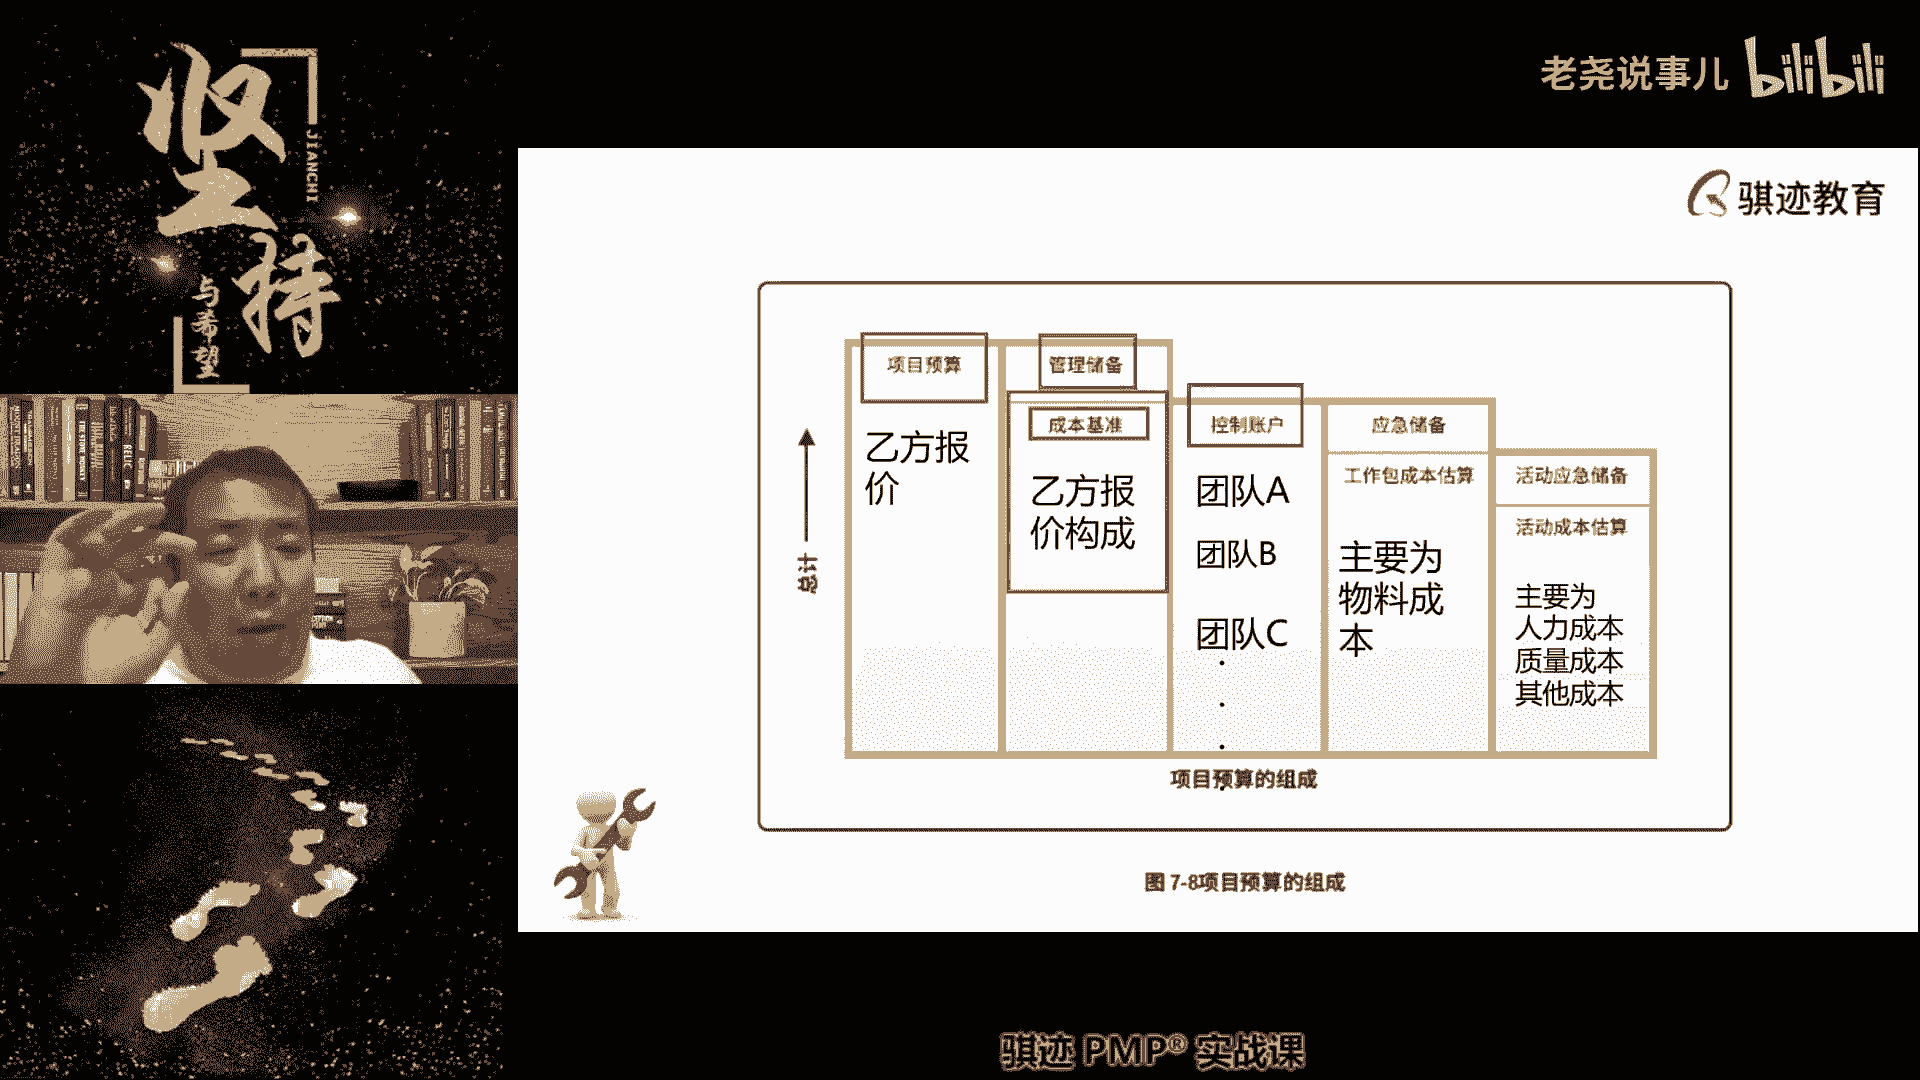 坚持
JIANCHI
与希望
老尧说事儿 bilibili
骐迹教育
项目预算
管理储备
成本基准
控制账户
应急储备
工作包成本估算
活动应急储备
活动成本估算
乙方报
价
乙方报
价构成
团队A
团队B
团队C
主要为
物料成
本
主要为
人力成本
质量成本
其他成本
总计
项目预算的组成
图 7-8项目预算的组成
骐迹 PMP® 实战课